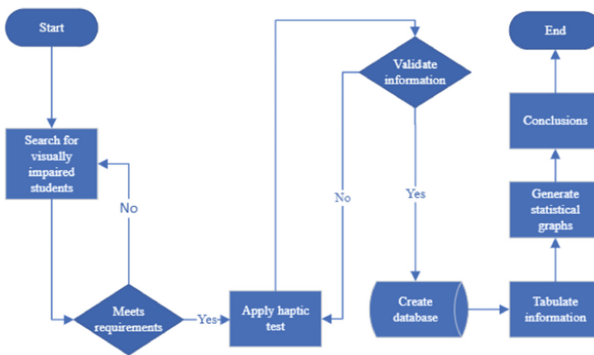 Start
Search for
visually
impaired
students
No
Meets
requirements
Yes
Apply haptic
test
Validate
information
No
Yes
Create
database
Tabulate
information
Generate
statistical
graphs
Conclusions
End